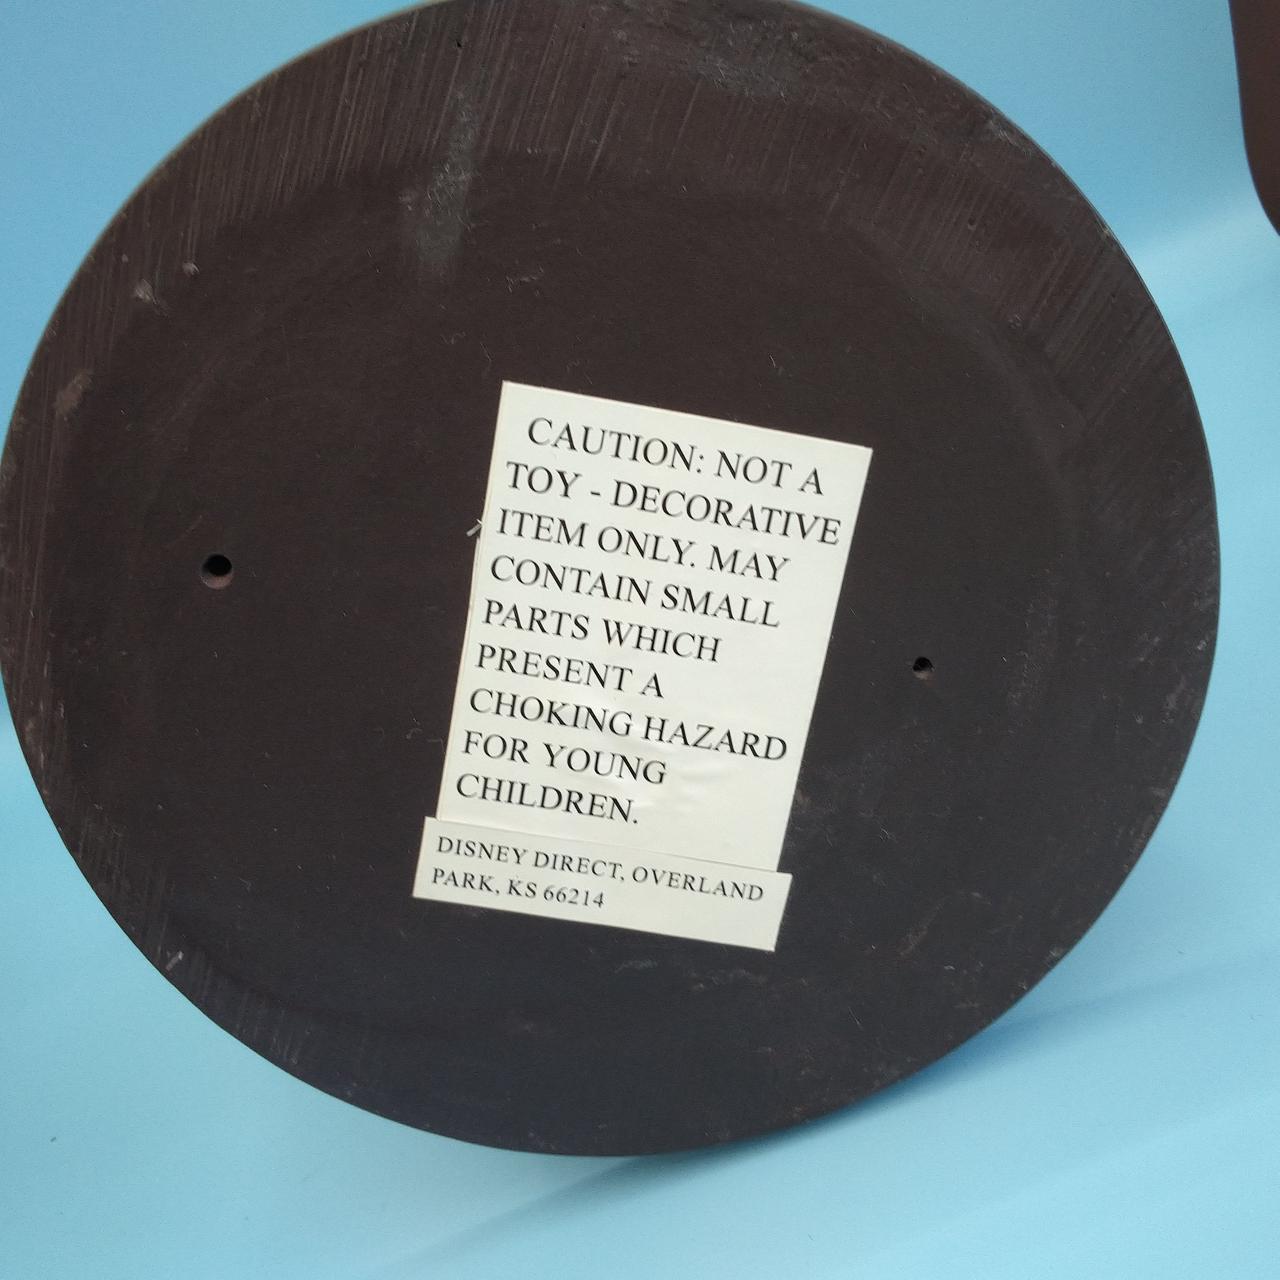 CAUTION: NOT A
TOY - DECORATIVE
ITEM ONLY. MAY
CONTAIN SMALL
PARTS WHICH
PRESENT A
CHOKING HAZARD
FOR YOUNG
CHILDREN.
DISNEY DIRECT, OVERLAND
PARK, KS 66214